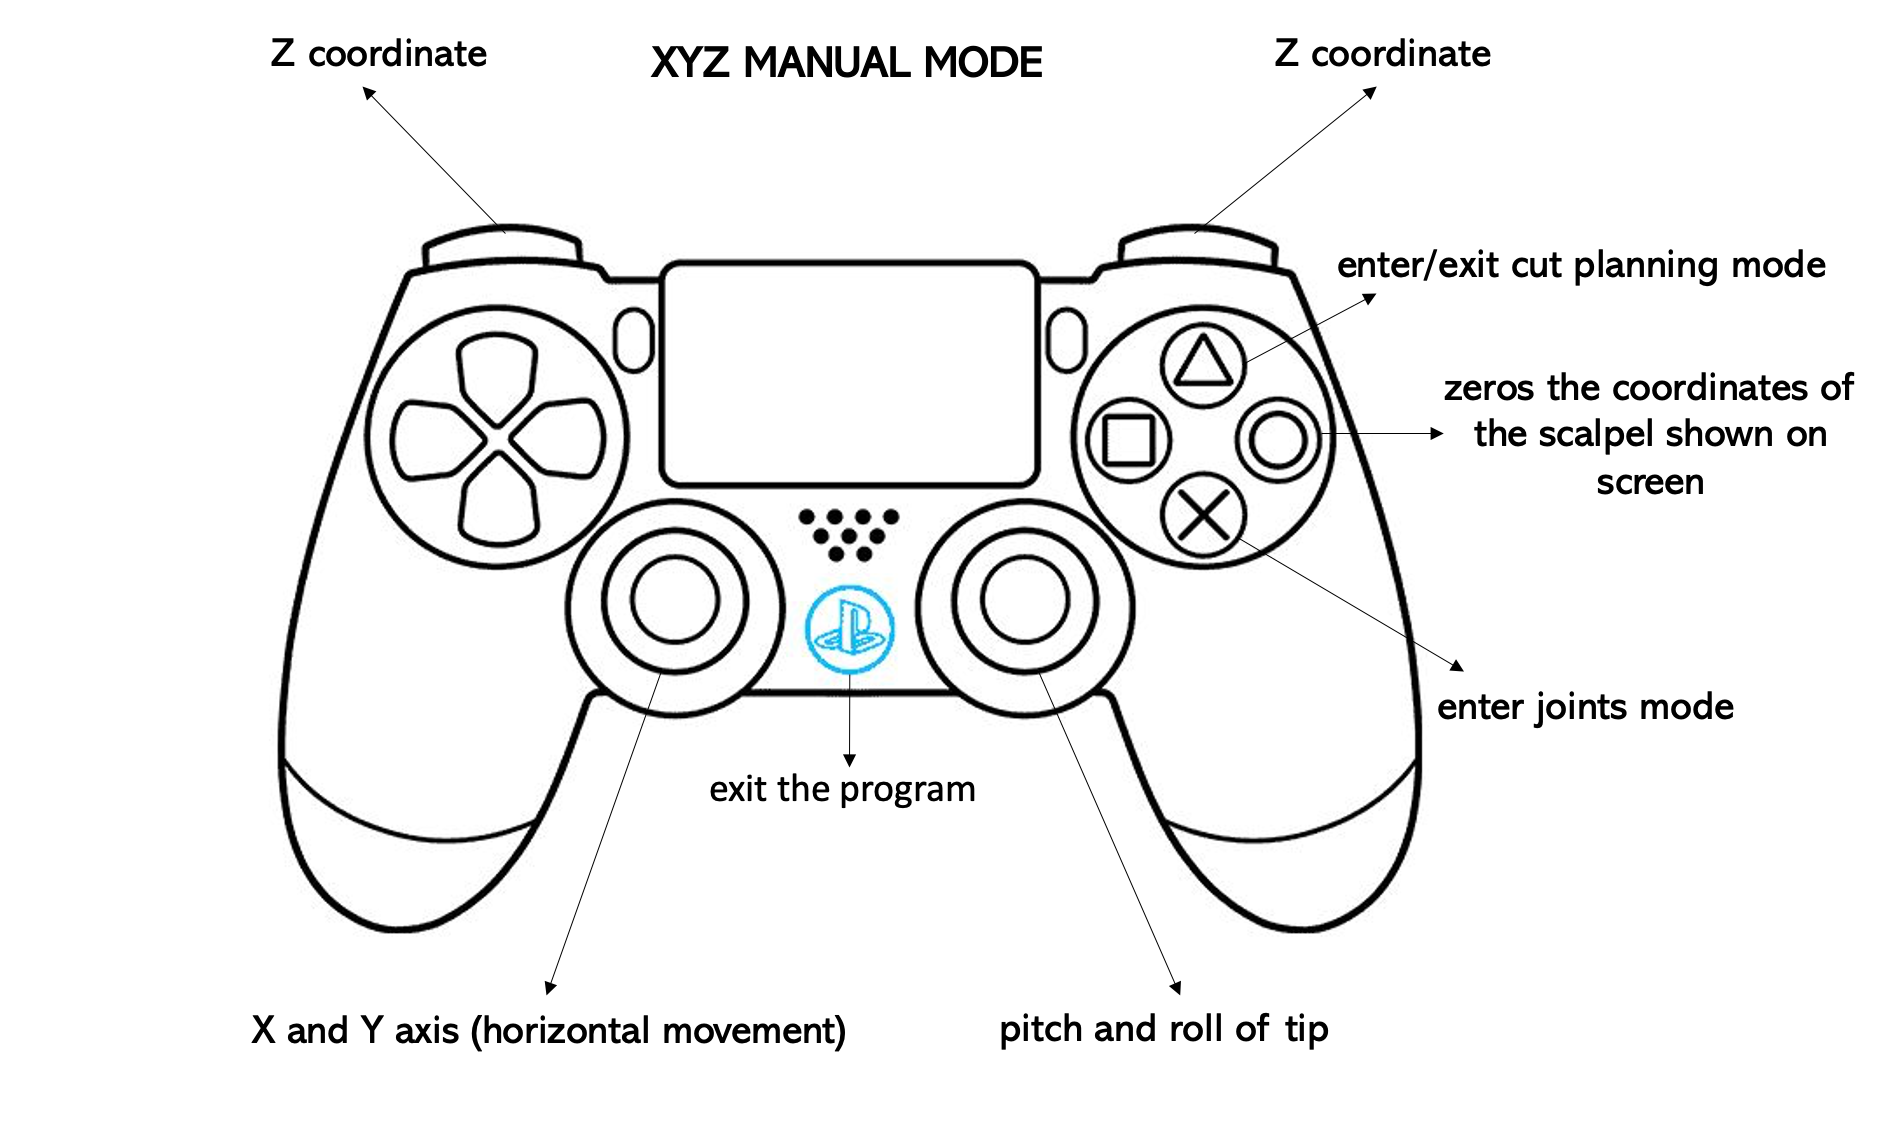 Z coordinate
XYZ MANUAL MODE
Z coordinate
enter/exit cut planning mode
zeros the coordinates of
the scalpel shown on
screen
enter joints mode
exit the program
X and Y axis (horizontal movement)
pitch and roll of tip